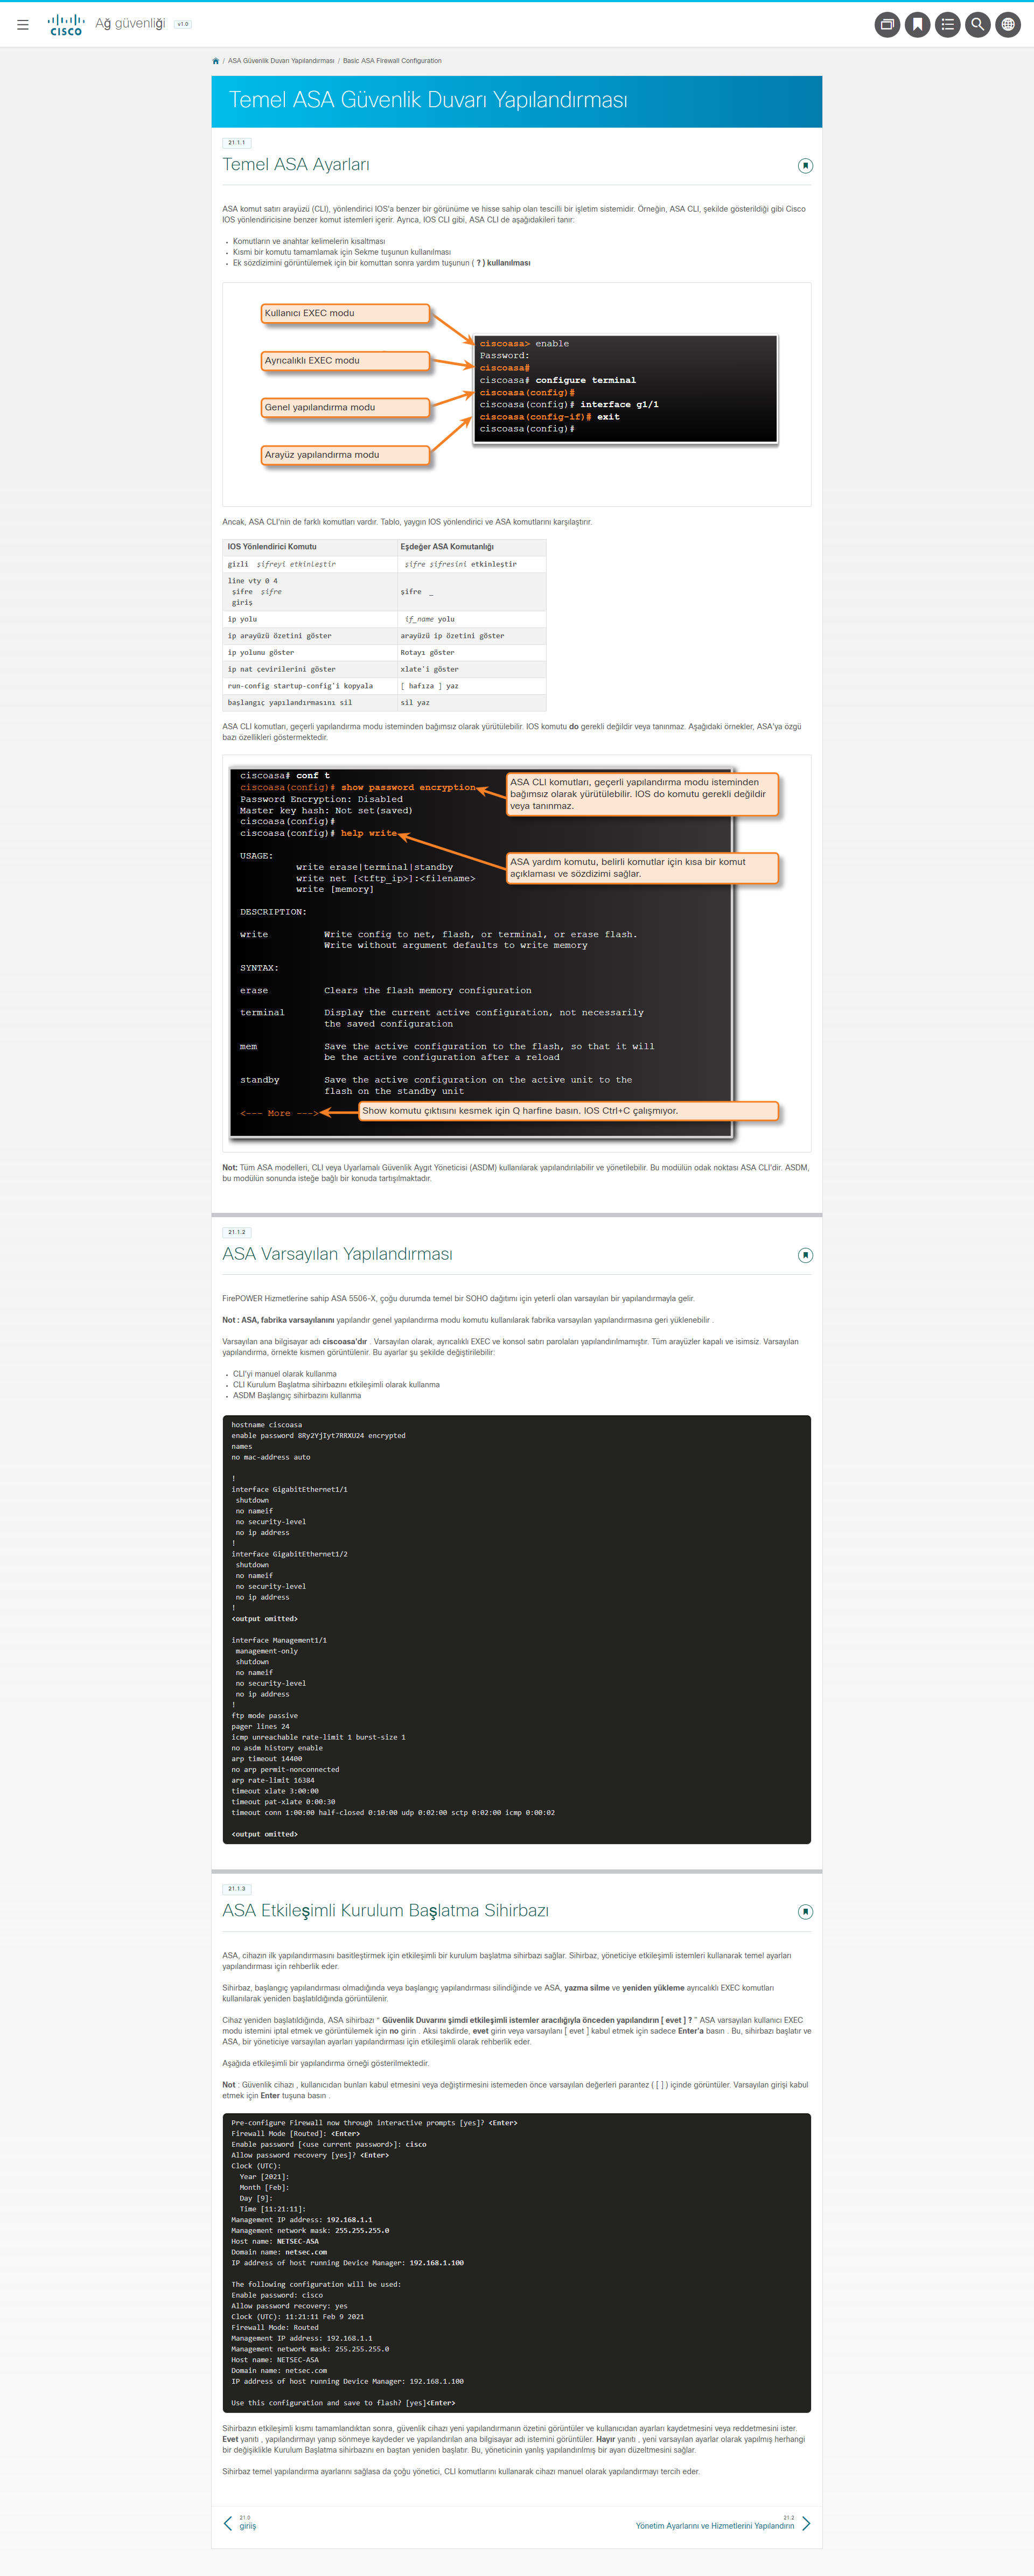 CISCO
Ağ güvenliği
v1.0
/ ASA Güvenlik Duvarı Yapılandırması / Basic ASA Firewall Configuration
Temel ASA Güvenlik Duvarı Yapılandırması
21.1.1
Temel ASA Ayarları
ASA komut satırı arayüzü (CLI), yönlendirici IOS'a benzer bir görünüme ve hisse sahip olan tescilli bir işletim sistemidir. Örneğin, ASA CLI, şekilde gösterildiği gibi Cisco
IOS yönlendiricisine benzer komut istemleri içerir. Ayrıca, IOS CLI gibi, ASA CLI de aşağıdakileri tanır:
• Komutların ve anahtar kelimelerin kısaltması
• Kısmi bir komutu tamamlamak için Sekme tuşunun kullanılması
• Ek sözdizimini görüntülemek için bir komuttan sonra yardım tuşunun ( ? ) kullanılması
Kullanıcı EXEC modu
Ayrıcalıklı EXEC modu
Genel yapılandırma modu
Arayüz yapılandırma modu
ciscoasa> enable
Password:
ciscoasa#
ciscoasa# configure terminal
ciscoasa(config)#
ciscoasa(config)# interface g1/1
ciscoasa(config-if)# exit
ciscoasa(config)#
Ancak, ASA CLI'nin de farklı komutları vardır. Tablo, yaygın IOS yönlendirici ve ASA komutlarını karşılaştırır.
IOS Yönlendirici Komutu Eşdeğer ASA Komutanlığı
gizli şifreyi etkinleştir şifre şifresini etkinleştir
line vty 0 4
şifre şifre
giriş
şifre _
ip yolu if_name yolu
ip arayüzü özetini göster arayüzü ip özetini göster
ip yolunu göster Rotayı göster
ip nat çevirilerini göster xlate'i göster
run-config startup-config'i kopyala [ hafıza ] yaz
başlangıç yapılandırmasını sil sil yaz
ASA CLI komutları, geçerli yapılandırma modu isteminden bağımsız olarak yürütülebilir. IOS komutu do gerekli değildir veya tanınmaz. Aşağıdaki örnekler, ASA'ya özgü
bazı özellikleri göstermektedir.
ciscoasa# conf t
ciscoasa(config)# show password encryption
Password Encryption: Disabled
Master key hash: Not set(saved)
ciscoasa(config)#
ciscoasa(config)# help write
USAGE:
write erase|terminal|standby
write net [<tftp_ip>]:<filename>
write [memory]
DESCRIPTION:
write Write config to net, flash, or terminal, or erase flash.
Write without argument defaults to write memory
SYNTAX:
erase Clears the flash memory configuration
terminal Display the current active configuration, not necessarily
the saved configuration
mem Save the active configuration to the flash, so that it will
be the active configuration after a reload
standby Save the active configuration on the active unit to the
flash on the standby unit
<--- More --->
ASA CLI komutları, geçerli yapılandırma modu isteminden
bağımsız olarak yürütülebilir. IOS do komutu gerekli değildir
veya tanınmaz.
ASA yardım komutu, belirli komutlar için kısa bir komut
açıklaması ve sözdizimi sağlar.
Show komutu çıktısını kesmek için Q harfine basın. IOS Ctrl+C çalışmıyor.
Not: Tüm ASA modelleri, CLI veya Uyarlamalı Güvenlik Aygıt Yöneticisi (ASDM) kullanılarak yapılandırılabilir ve yönetilebilir. Bu modülün odak noktası ASA CLI'dir. ASDM,
bu modülün sonunda isteğe bağlı bir konuda tartışılmaktadır.
21.1.2
ASA Varsayılan Yapılandırması
FirePOWER Hizmetlerine sahip ASA 5506-X, çoğu durumda temel bir SOHO dağıtımı için yeterli olan varsayılan bir yapılandırmayla gelir.
Not : ASA, fabrika varsayılanını yapılandır genel yapılandırma modu komutu kullanılarak fabrika varsayılan yapılandırmasına geri yüklenebilir .
Varsayılan ana bilgisayar adı ciscoasa'dır . Varsayılan olarak, ayrıcalıklı EXEC ve konsol satırı parolaları yapılandırılmamıştır. Tüm arayüzler kapalı ve isimsiz. Varsayılan
yapılandırma, örnekte kısmen görüntülenir. Bu ayarlar şu şekilde değiştirilebilir:
• CLI'yi manuel olarak kullanma
• CLI Kurulum Başlatma sihirbazını etkileşimli olarak kullanma
• ASDM Başlangıç sihirbazını kullanma
hostname ciscoasa
enable password 8Ry2YjIyt7RRXU24 encrypted
names
no mac-address auto
!
interface GigabitEthernet1/1
shutdown
no nameif
no security-level
no ip address
!
interface GigabitEthernet1/2
shutdown
no nameif
no security-level
no ip address
!
<output omitted>
interface Management1/1
management-only
shutdown
no nameif
no security-level
no ip address
!
ftp mode passive
pager lines 24
icmp unreachable rate-limit 1 burst-size 1
no asdm history enable
arp timeout 14400
no arp permit-nonconnected
arp rate-limit 16384
timeout xlate 3:00:00
timeout pat-xlate 0:00:30
timeout conn 1:00:00 half-closed 0:10:00 udp 0:02:00 sctp 0:02:00 icmp 0:00:02
<output omitted>
21.1.3
ASA Etkileşimli Kurulum Başlatma Sihirbazı
ASA, cihazın ilk yapılandırmasını basitleştirmek için etkileşimli bir kurulum başlatma sihirbazı sağlar. Sihirbaz, yöneticiye etkileşimli istemleri kullanarak temel ayarları
yapılandırması için rehberlik eder.
Sihirbaz, başlangıç yapılandırması olmadığında veya başlangıç yapılandırması silindiğinde ve ASA, yazma silme ve yeniden yükleme ayrıcalıklı EXEC komutları
kullanılarak yeniden başlatıldığında görüntülenir.
Cihaz yeniden başlatıldığında, ASA sihirbazı " Güvenlik Duvarını şimdi etkileşimli istemler aracılığıyla önceden yapılandırın [ evet ] ? " ASA varsayılan kullanıcı EXEC
modu istemini iptal etmek ve görüntülemek için no girin . Aksi takdirde, evet girin veya varsayılanı [ evet ] kabul etmek için sadece Enter'a basın . Bu, sihirbazı başlatır ve
ASA, bir yöneticiye varsayılan ayarları yapılandırması için etkileşimli olarak rehberlik eder.
Aşağıda etkileşimli bir yapılandırma örneği gösterilmektedir.
Not : Güvenlik cihazı , kullanıcıdan bunları kabul etmesini veya değiştirmesini istemeden önce varsayılan değerleri parantez ( [ ] ) içinde görüntüler. Varsayılan girişi kabul
etmek için Enter tuşuna basın .
Pre-configure Firewall now through interactive prompts [yes]? <Enter>
Firewall Mode [Routed]: <Enter>
Enable password [<use current password>]: cisco
Allow password recovery [yes]? <Enter>
Clock (UTC):
Year [2021]:
Month [Feb]:
Day [9]:
Time [11:21:11]:
Management IP address: 192.168.1.1
Management network mask: 255.255.255.0
Host name: NETSEC-ASA
Domain name: netsec.com
IP address of host running Device Manager: 192.168.1.100
The following configuration will be used:
Enable password: cisco
Allow password recovery: yes
Clock (UTC): 11:21:11 Feb 9 2021
Firewall Mode: Routed
Management IP address: 192.168.1.1
Management network mask: 255.255.255.0
Host name: NETSEC-ASA
Domain name: netsec.com
IP address of host running Device Manager: 192.168.1.100
Use this configuration and save to flash? [yes]<Enter>
Sihirbazın etkileşimli kısmı tamamlandıktan sonra, güvenlik cihazı yeni yapılandırmanın özetini görüntüler ve kullanıcıdan ayarları kaydetmesini veya reddetmesini ister.
Evet yanıtı , yapılandırmayı yanıp sönmeye kaydeder ve yapılandırılan ana bilgisayar adı istemini görüntüler. Hayır yanıtı , yeni varsayılan ayarlar olarak yapılmış herhangi
bir değişiklikle Kurulum Başlatma sihirbazını en baştan yeniden başlatır. Bu, yöneticinin yanlış yapılandırılmış bir ayarı düzeltmesini sağlar.
Sihirbaz temel yapılandırma ayarlarını sağlasa da çoğu yönetici, CLI komutlarını kullanarak cihazı manuel olarak yapılandırmayı tercih eder.
21.0
giriiş
21.2
Yönetim Ayarlarını ve Hizmetlerini Yapılandırın